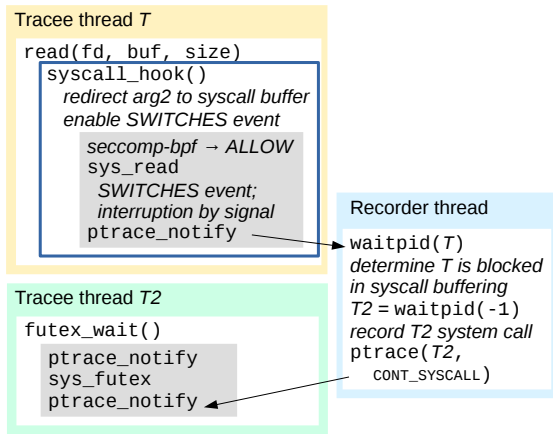 Tracee thread T
read(fd, buf, size)
syscall_hook()
redirect arg2 to syscall buffer
enable SWITCHES event
seccomp-bpf → ALLOW
sys_read
SWITCHES event;
interruption by signal
ptrace_notify
Recorder thread
waitpid(T)
determine T is blocked
in syscall buffering
T2 = waitpid(-1)
record T2 system call
ptrace(T2,
CONT_SYSCALL)
Tracee thread T2
futex_wait()
ptrace_notify
sys_futex
ptrace_notify